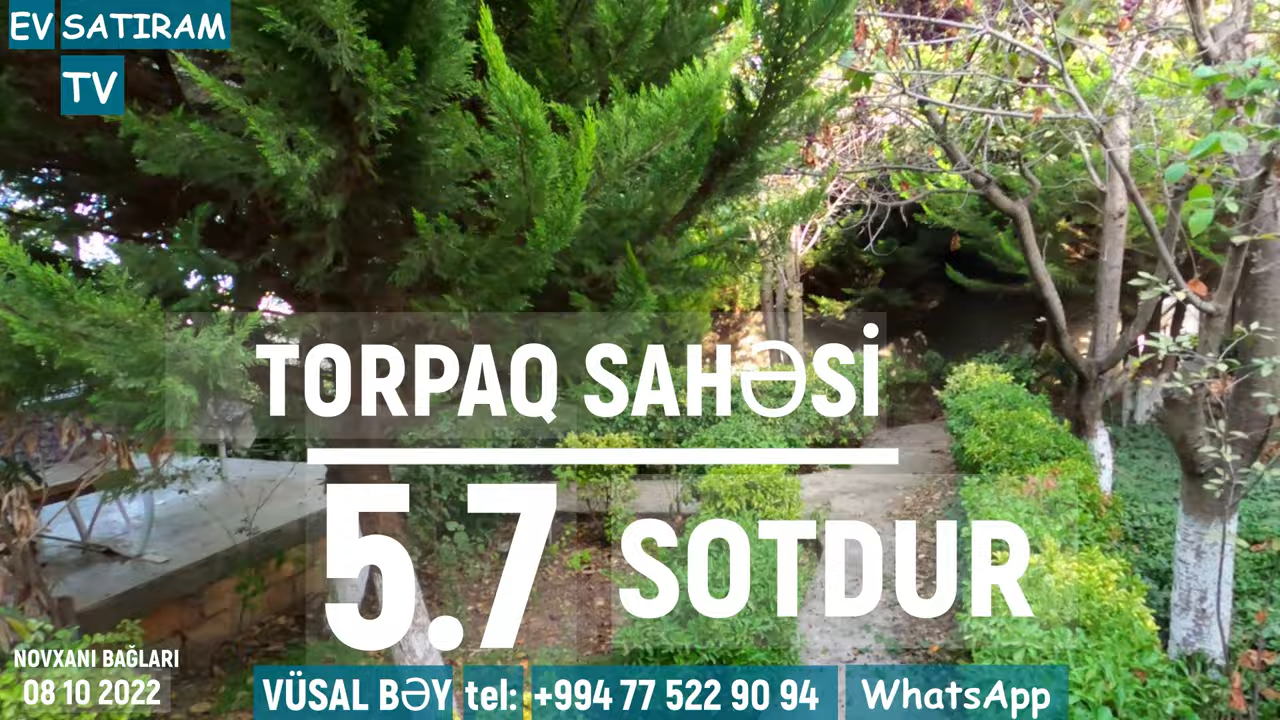 EV SATIRAM
TV
TORPAQ SAHƏSİ
5.7 SOTDUR
NOVXANI BAĞLARI
08 10 2022
VÜSAL BƏY tel: +994 77 522 90 94 WhatsApp